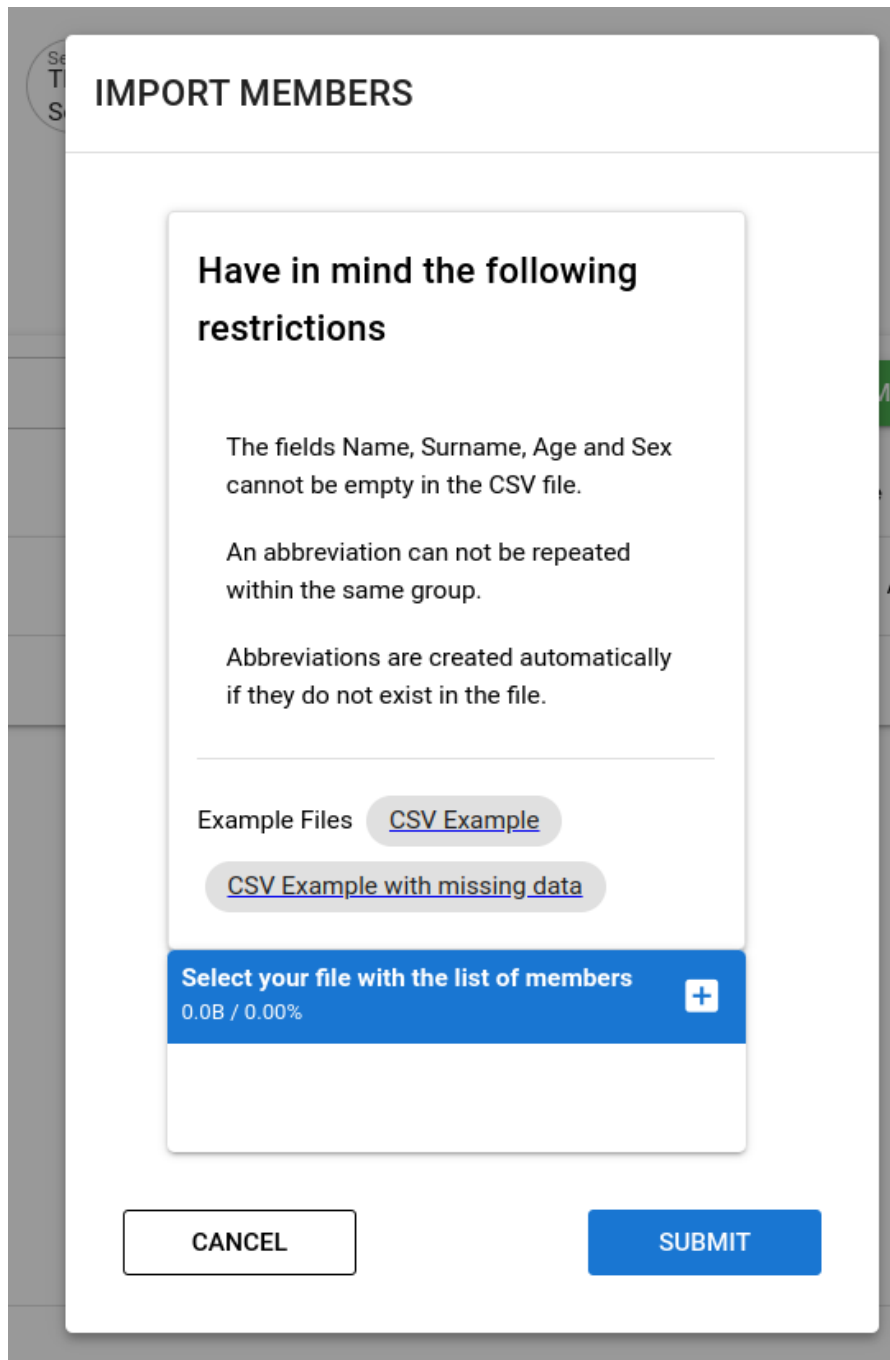 IMPORT MEMBERS
Have in mind the following
restrictions
The fields Name, Surname, Age and Sex
cannot be empty in the CSV file.
An abbreviation can not be repeated
within the same group.
Abbreviations are created automatically
if they do not exist in the file.
Example Files CSV Example
CSV Example with missing data
Select your file with the list of members
0.0B / 0.00%
CANCEL SUBMIT